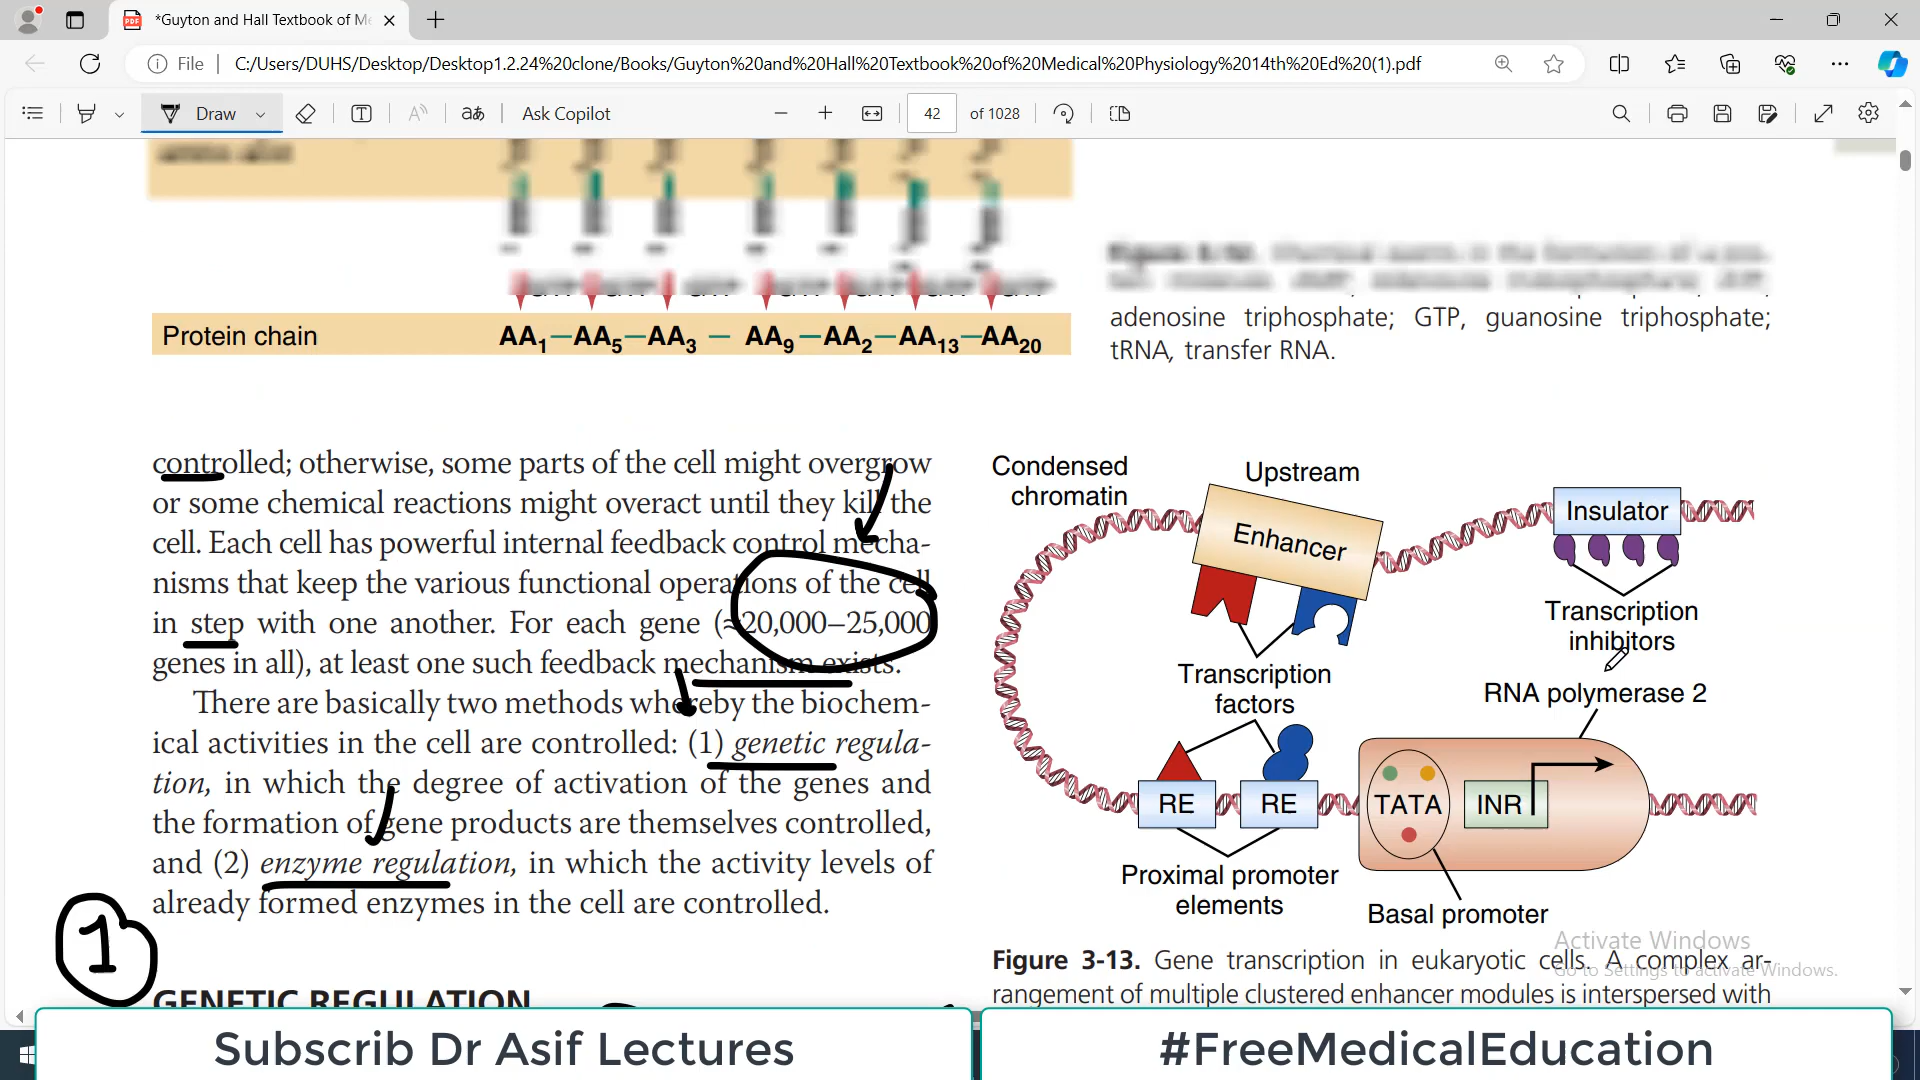 *Guyton and Hall Textbook of Me
File
C:/Users/DUHS/Desktop/Desktop1.2.24%20clone/Books/Guyton%20and%20Hall%20Textbook%20of%20Medical%20Physiology%2014th%20Ed%20(1).pdf
Draw
Ask Copilot
42 of 1028
adenosine triphosphate; GTP, guanosine triphosphate;
tRNA, transfer RNA.
Protein chain AA1—AA5—AA3 — AA9—AA2—AA13—AA20
controlled; otherwise, some parts of the cell might overgrow
or some chemical reactions might overact until they kill the
cell. Each cell has powerful internal feedback control mecha-
nisms that keep the various functional operations of the cell
in step with one another. For each gene (≈20,000–25,000
genes in all), at least one such feedback mechanism exists.
There are basically two methods whereby the biochem-
ical activities in the cell are controlled: (1) genetic regula-
tion, in which the degree of activation of the genes and
the formation of gene products are themselves controlled,
and (2) enzyme regulation, in which the activity levels of
already formed enzymes in the cell are controlled.
1
GENETIC REGULATION
Condensed
chromatin
Upstream
Enhancer
Insulator
Transcription
inhibitors
Transcription
factors
RNA polymerase 2
RE
RE
TATA
INR
Proximal promoter
elements
Basal promoter
Figure 3-13. Gene transcription in eukaryotic cells. A complex ar-
rangement of multiple clustered enhancer modules is interspersed with
Activate Windows
Go to Settings to activate Windows.
Subscrib Dr Asif Lectures
#FreeMedicalEducation